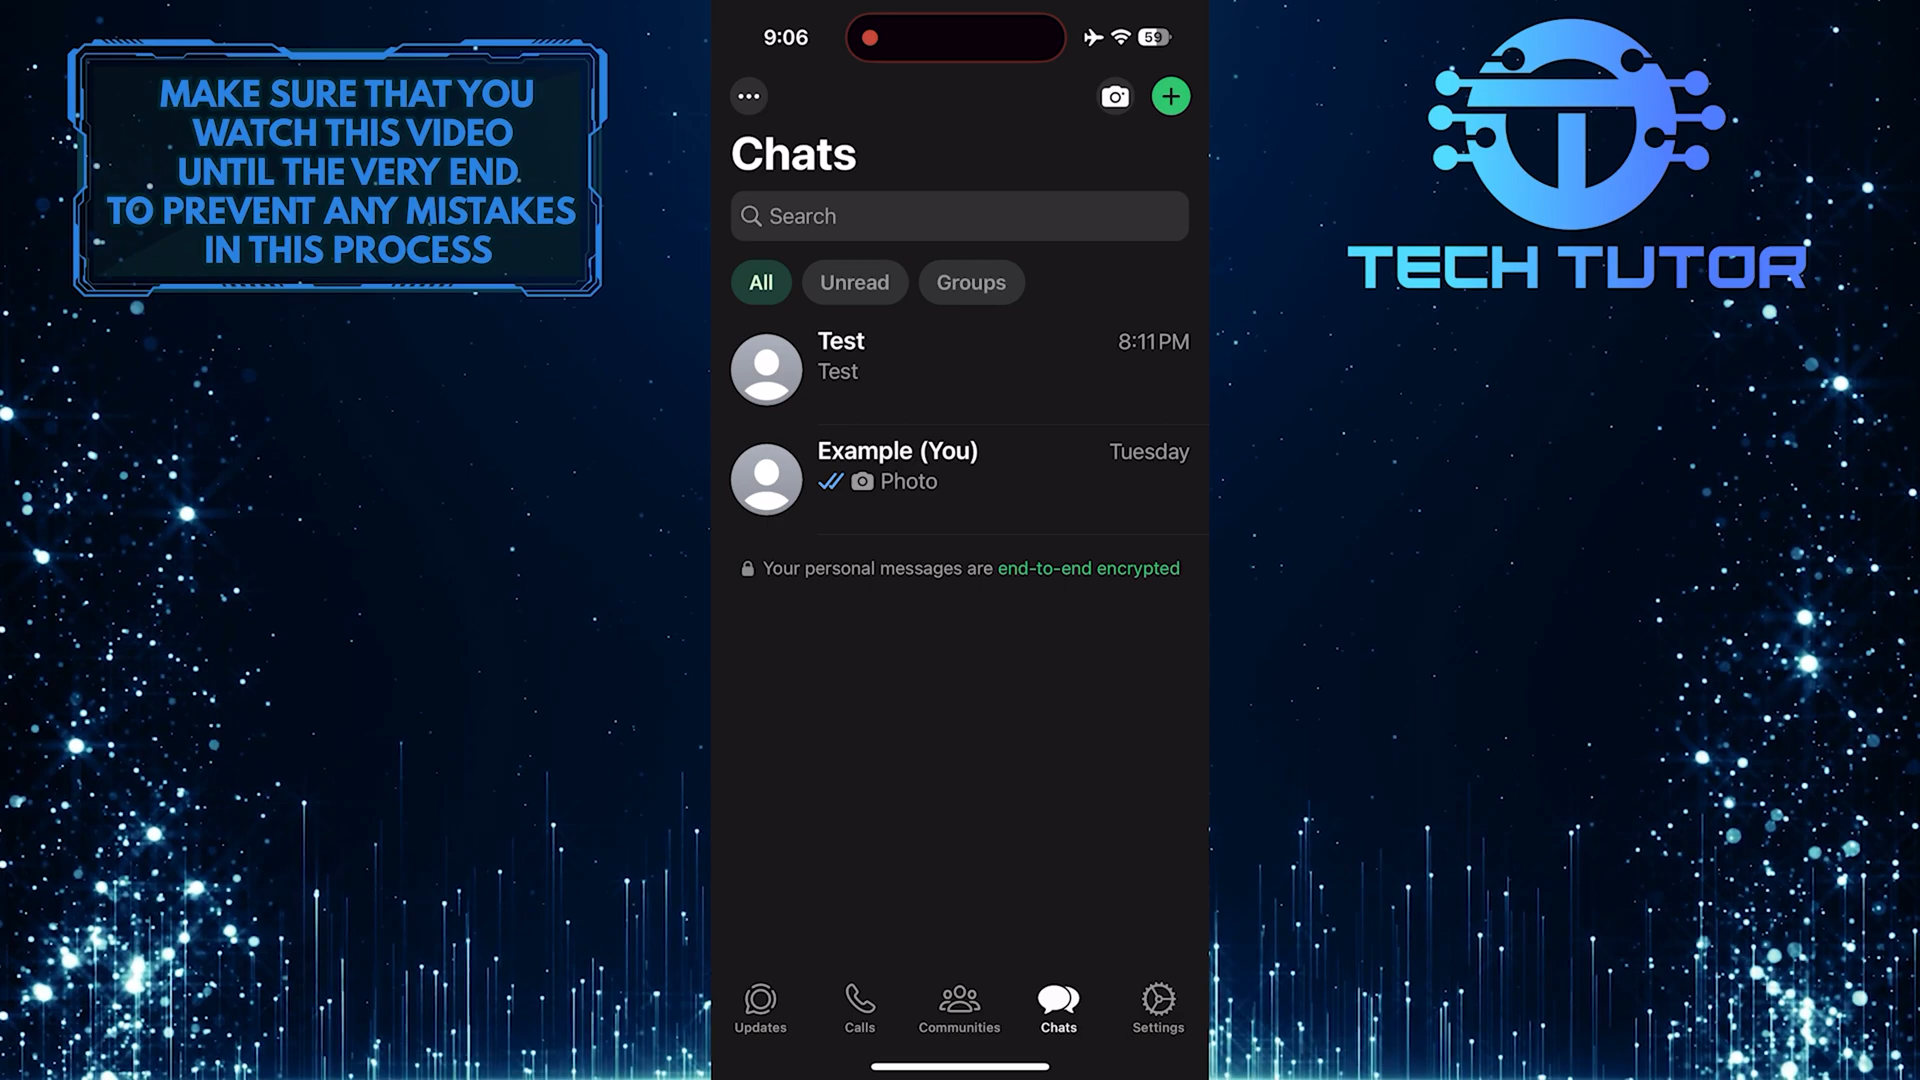 MAKE SURE THAT YOU
WATCH THIS VIDEO
UNTIL THE VERY END
TO PREVENT ANY MISTAKES
IN THIS PROCESS
9:06
59
Chats
Search
All Unread Groups
Test 8:11 PM
Test
Example (You) Tuesday
Photo
Your personal messages are end-to-end encrypted
Updates Calls Communities Chats Settings
TECH TUTOR